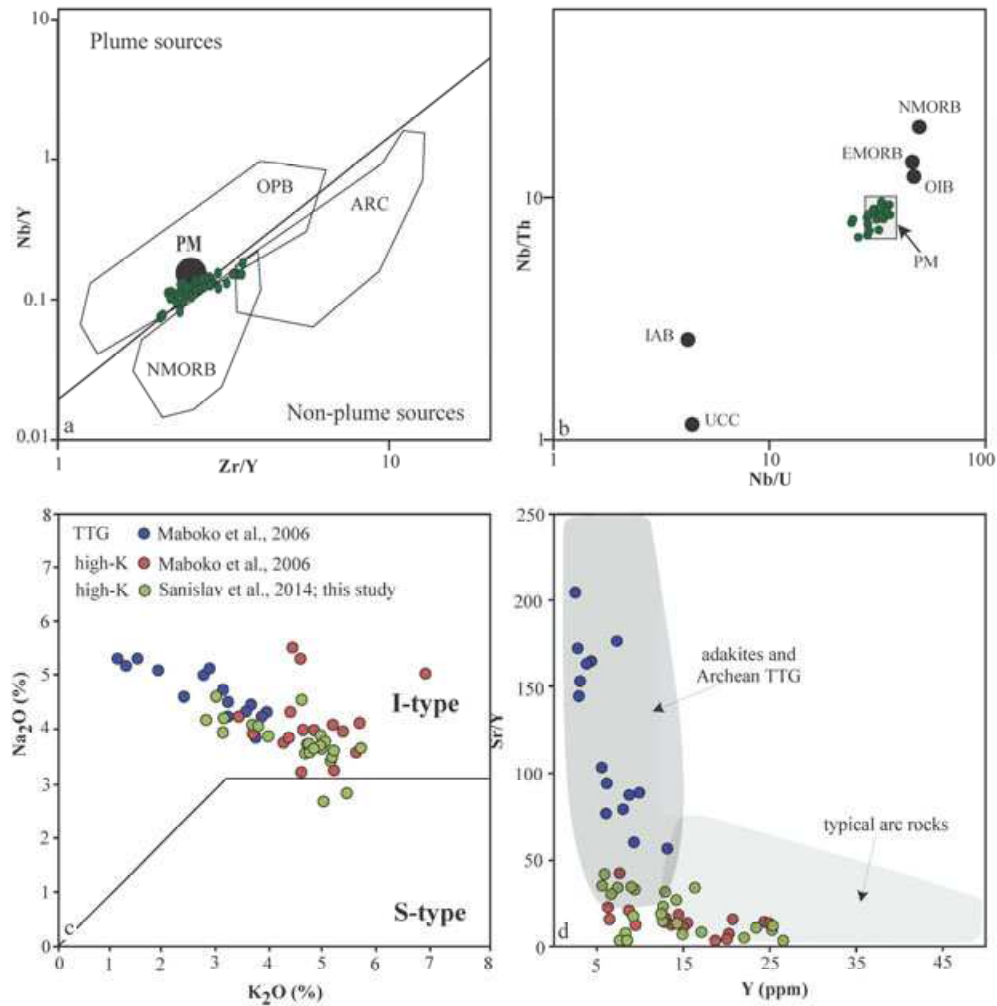 10
1
0.1
0.01
Nb/Y
Plume sources
OPB
ARC
PM
NMORB
Non-plume sources
a
1
10
Zr/Y
10
1
Nb/Th
NMORB
EMORB
OIB
PM
IAB
UCC
b
1
10
100
Nb/U
8
7
6
5
4
3
2
1
0
Na2O (%)
TTG Maboko et al., 2006
high-K Maboko et al., 2006
high-K Sanislav et al., 2014; this study
I-type
S-type
c
0
1
2
3
4
5
6
7
8
K2O (%)
250
200
150
100
50
0
Sr/Y
adakites and
Archean TTG
typical arc rocks
d
5
15
25
35
45
Y (ppm)